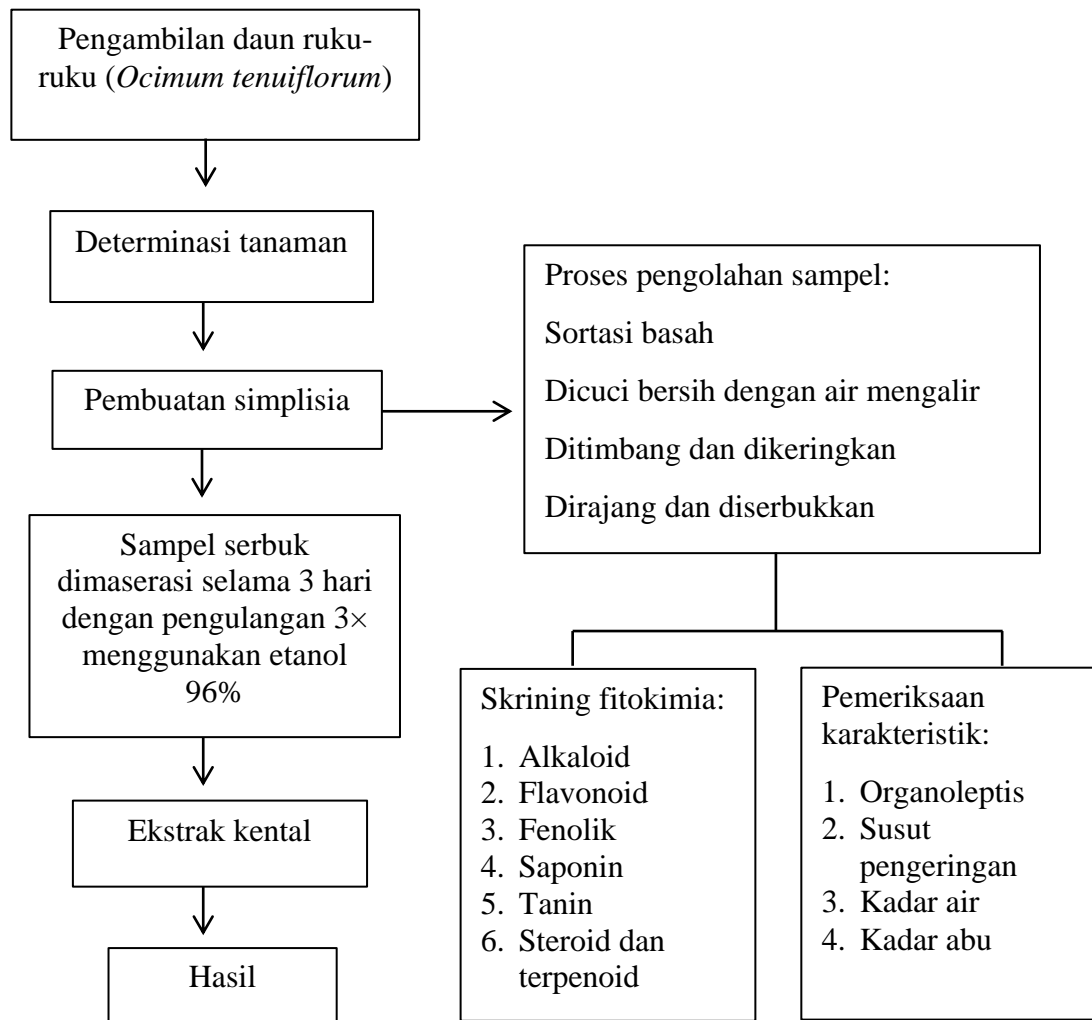 Pengambilan daun ruku-
ruku (Ocimum tenuiflorum)
Determinasi tanaman
Pembuatan simplisia
Sampel serbuk
dimaserasi selama 3 hari
dengan pengulangan 3×
menggunakan etanol
96%
Ekstrak kental
Hasil
Proses pengolahan sampel:
Sortasi basah
Dicuci bersih dengan air mengalir
Ditimbang dan dikeringkan
Dirajang dan diserbukkan
Skrining fitokimia:
1. Alkaloid
2. Flavonoid
3. Fenolik
4. Saponin
5. Tanin
6. Steroid dan
terpenoid
Pemeriksaan
karakteristik:
1. Organoleptis
2. Susut
pengeringan
3. Kadar air
4. Kadar abu